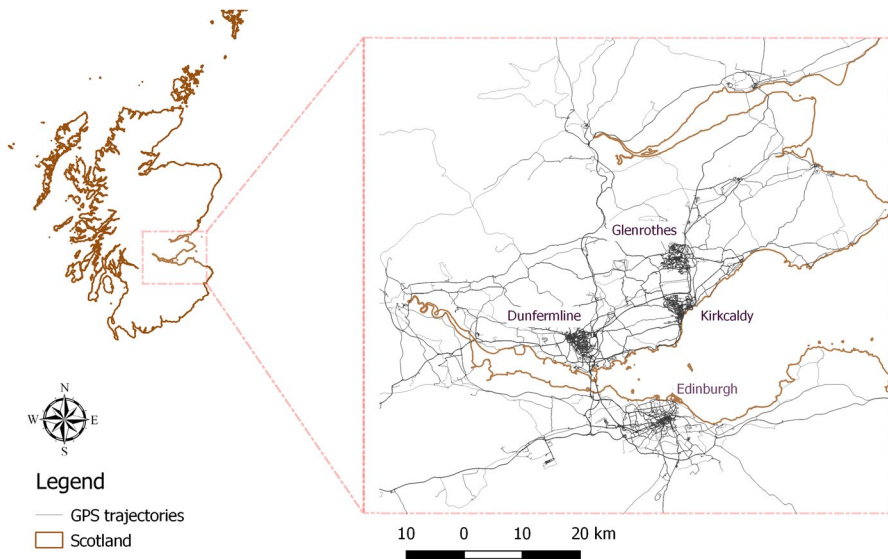 Glenrothes
Dunfermline
Kirkcaldy
Edinburgh
N
W E
S
Legend
GPS trajectories
Scotland
10 0 10 20 km